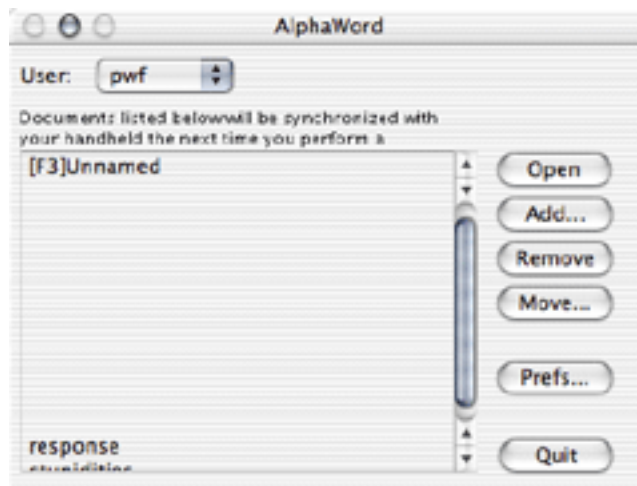 AlphaWord
User: pwf
Documents listed belowwill be synchronized with
your handheld the next time you perform a
[F3]Unnamed
Open
Add...
Remove
Move...
Prefs...
response
Quit